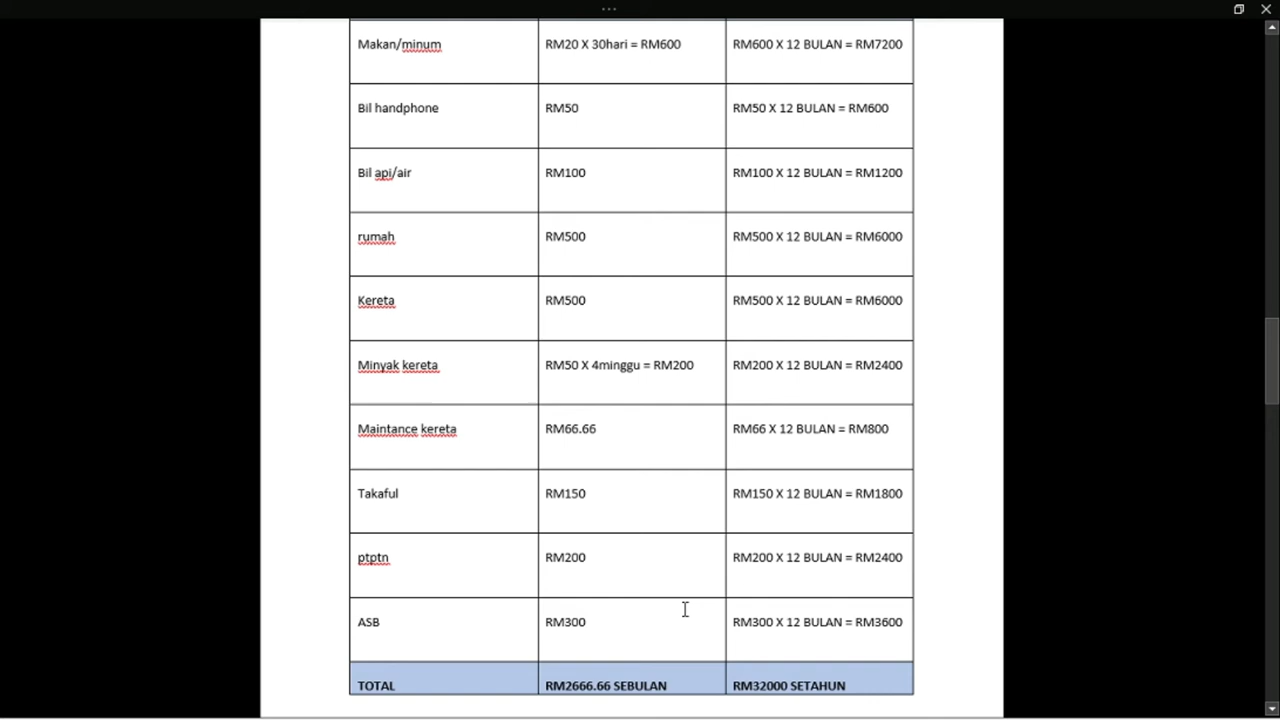 Makan/minum RM20 X 30hari = RM600 RM600 X 12 BULAN = RM7200
Bil handphone RM50 RM50 X 12 BULAN = RM600
Bil api/air RM100 RM100 X 12 BULAN = RM1200
rumah RM500 RM500 X 12 BULAN = RM6000
Kereta RM500 RM500 X 12 BULAN = RM6000
Minyak kereta RM50 X 4minggu = RM200 RM200 X 12 BULAN = RM2400
Maintance kereta RM66.66 RM66 X 12 BULAN = RM800
Takaful RM150 RM150 X 12 BULAN = RM1800
ptptn RM200 RM200 X 12 BULAN = RM2400
ASB RM300 RM300 X 12 BULAN = RM3600
TOTAL RM2666.66 SEBULAN RM32000 SETAHUN